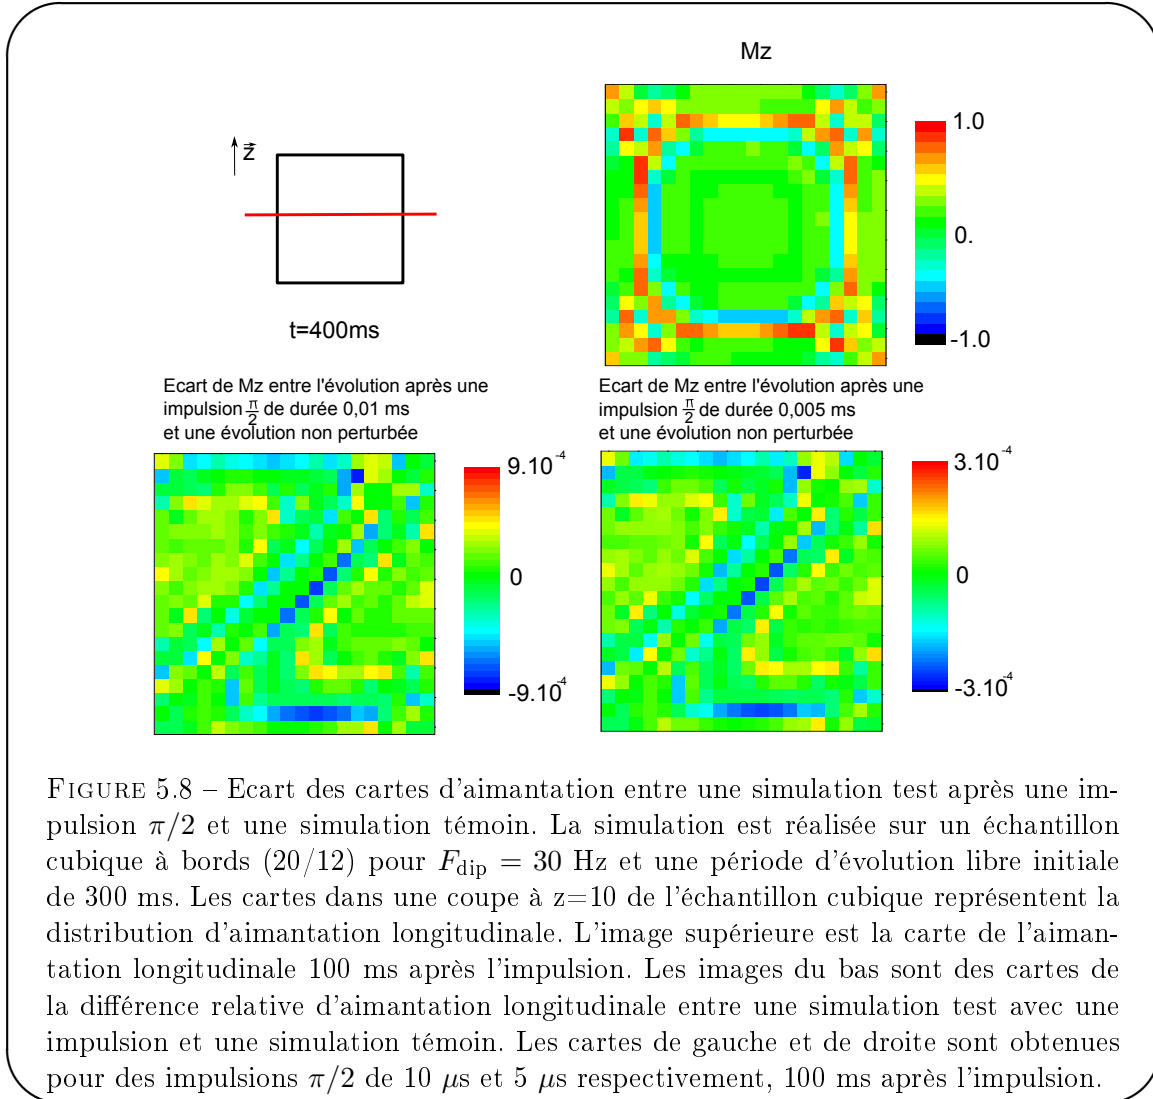 Mz
z
t=400ms
1.0
0.
-1.0
Ecart de Mz entre l'évolution après une
impulsion π/2 de durée 0,01 ms
et une évolution non perturbée
9.10⁻⁴
0
-9.10⁻⁴
Ecart de Mz entre l'évolution après une
impulsion π/2 de durée 0,005 ms
et une évolution non perturbée
3.10⁻⁴
0
-3.10⁻⁴
FIGURE 5.8 – Ecart des cartes d'aimantation entre une simulation test après une im-
pulsion π/2 et une simulation témoin. La simulation est réalisée sur un échantillon
cubique à bords (20/12) pour F_dip = 30 Hz et une période d'évolution libre initiale
de 300 ms. Les cartes dans une coupe à z=10 de l'échantillon cubique représentent la
distribution d'aimantation longitudinale. L'image supérieure est la carte de l'aiman-
tation longitudinale 100 ms après l'impulsion. Les images du bas sont des cartes de
la différence relative d'aimantation longitudinale entre une simulation test avec une
impulsion et une simulation témoin. Les cartes de gauche et de droite sont obtenues
pour des impulsions π/2 de 10 μs et 5 μs respectivement, 100 ms après l'impulsion.